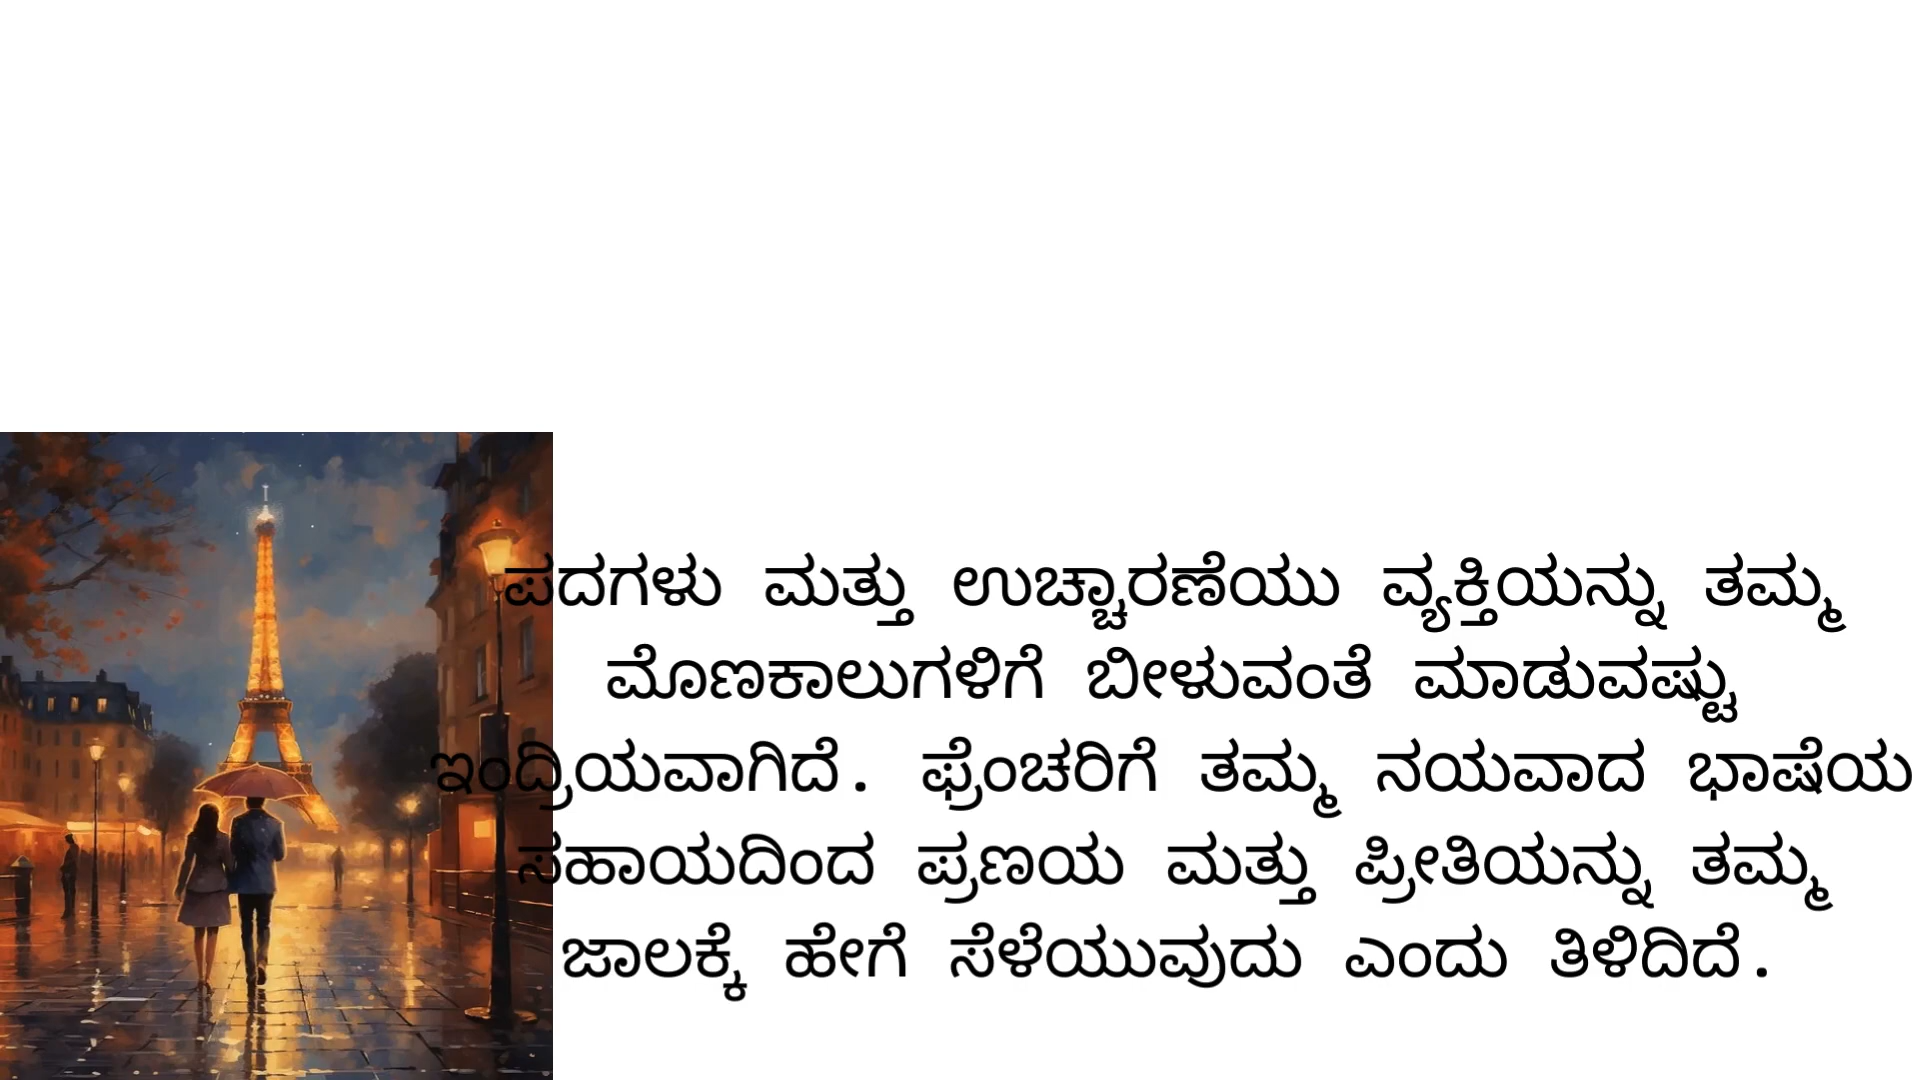 ಪದಗಳು ಮತ್ತು ಉಚ್ಚಾರಣೆಯು ವ್ಯಕ್ತಿಯನ್ನು ತಮ್ಮ
ಮೊಣಕಾಲುಗಳಿಗೆ ಬೀಳುವಂತೆ ಮಾಡುವಷ್ಟು
ಇಂದ್ರಿಯವಾಗಿದೆ. ಫ್ರೆಂಚರಿಗೆ ತಮ್ಮ ನಯವಾದ ಭಾಷೆಯ
ಸಹಾಯದಿಂದ ಪ್ರಣಯ ಮತ್ತು ಪ್ರೀತಿಯನ್ನು ತಮ್ಮ
ಜಾಲಕ್ಕೆ ಹೇಗೆ ಸೆಳೆಯುವುದು ಎಂದು ತಿಳಿದಿದೆ.